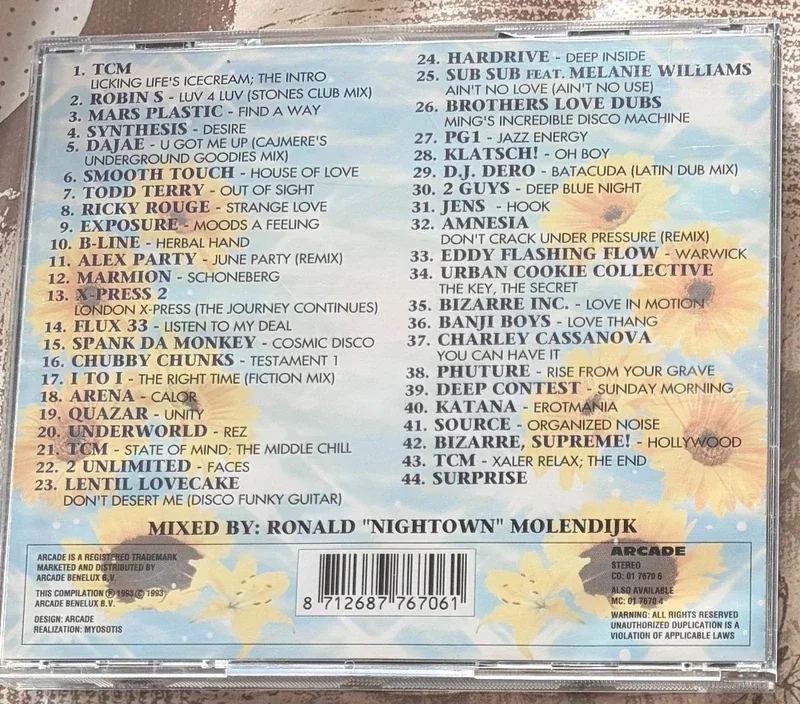 1. TCM
LICKING LIFE'S ICECREAM; THE INTRO
2. ROBIN S - LUV 4 LUV (STONES CLUB MIX)
3. MARS PLASTIC - FIND A WAY
4. SYNTHESIS - DESIRE
5. DAJAE - U GOT ME UP (CAJMERE'S
UNDERGROUND GOODIES MIX)
6. SMOOTH TOUCH - HOUSE OF LOVE
7. TODD TERRY - OUT OF SIGHT
8. RICKY ROUGE - STRANGE LOVE
9. EXPOSURE - MOODS A FEELING
10. B-LINE - HERBAL HAND
11. ALEX PARTY - JUNE PARTY (REMIX)
12. MARMION - SCHONEBERG
13. X-PRESS 2
LONDON X-PRESS (THE JOURNEY CONTINUES)
14. FLUX 33 - LISTEN TO MY DEAL
15. SPANK DA MONKEY - COSMIC DISCO
16. CHUBBY CHUNKS - TESTAMENT 1
17. I TO I - THE RIGHT TIME (FICTION MIX)
18. ARENA - CALOR
19. QUAZAR - UNITY
20. UNDERWORLD - REZ
21. TCM - STATE OF MIND: THE MIDDLE CHILL
22. 2 UNLIMITED - FACES
23. LENTIL LOVECAKE
DON'T DESERT ME (DISCO FUNKY GUITAR)
24. HARDRIVE - DEEP INSIDE
25. SUB SUB FEAT. MELANIE WILLIAMS
AIN'T NO LOVE (AIN'T NO USE)
26. BROTHERS LOVE DUBS
MING'S INCREDIBLE DISCO MACHINE
27. PG1 - JAZZ ENERGY
28. KLATSCH! - OH BOY
29. D.J. DERO - BATACUDA (LATIN DUB MIX)
30. 2 GUYS - DEEP BLUE NIGHT
31. JENS - HOOK
32. AMNESIA
DON'T CRACK UNDER PRESSURE (REMIX)
33. EDDY FLASHING FLOW - WARWICK
34. URBAN COOKIE COLLECTIVE
THE KEY, THE SECRET
35. BIZARRE INC. - LOVE IN MOTION
36. BANJI BOYS - LOVE THANG
37. CHARLEY CASSANOVA
YOU CAN HAVE IT
38. PHUTURE - RISE FROM YOUR GRAVE
39. DEEP CONTEST - SUNDAY MORNING
40. KATANA - EROTMANIA
41. SOURCE - ORGANIZED NOISE
42. BIZARRE, SUPREME! - HOLLYWOOD
43. TCM - XALER RELAX; THE END
44. SURPRISE
MIXED BY: RONALD "NIGHTOWN" MOLENDIJK
ARCADE IS A REGISTERED TRADEMARK
MARKETED AND DISTRIBUTED BY
ARCADE BENELUX B.V.
THIS COMPILATION ℗ 1993 © 1993
ARCADE BENELUX B.V.
DESIGN: ARCADE
REALIZATION: MYOSOTIS
8 712687 767061
ARCADE
STEREO
CD: 01 7670 6
ALSO AVAILABLE
MC: 01 7670 4
WARNING: ALL RIGHTS RESERVED
UNAUTHORIZED DUPLICATION IS A
VIOLATION OF APPLICABLE LAWS